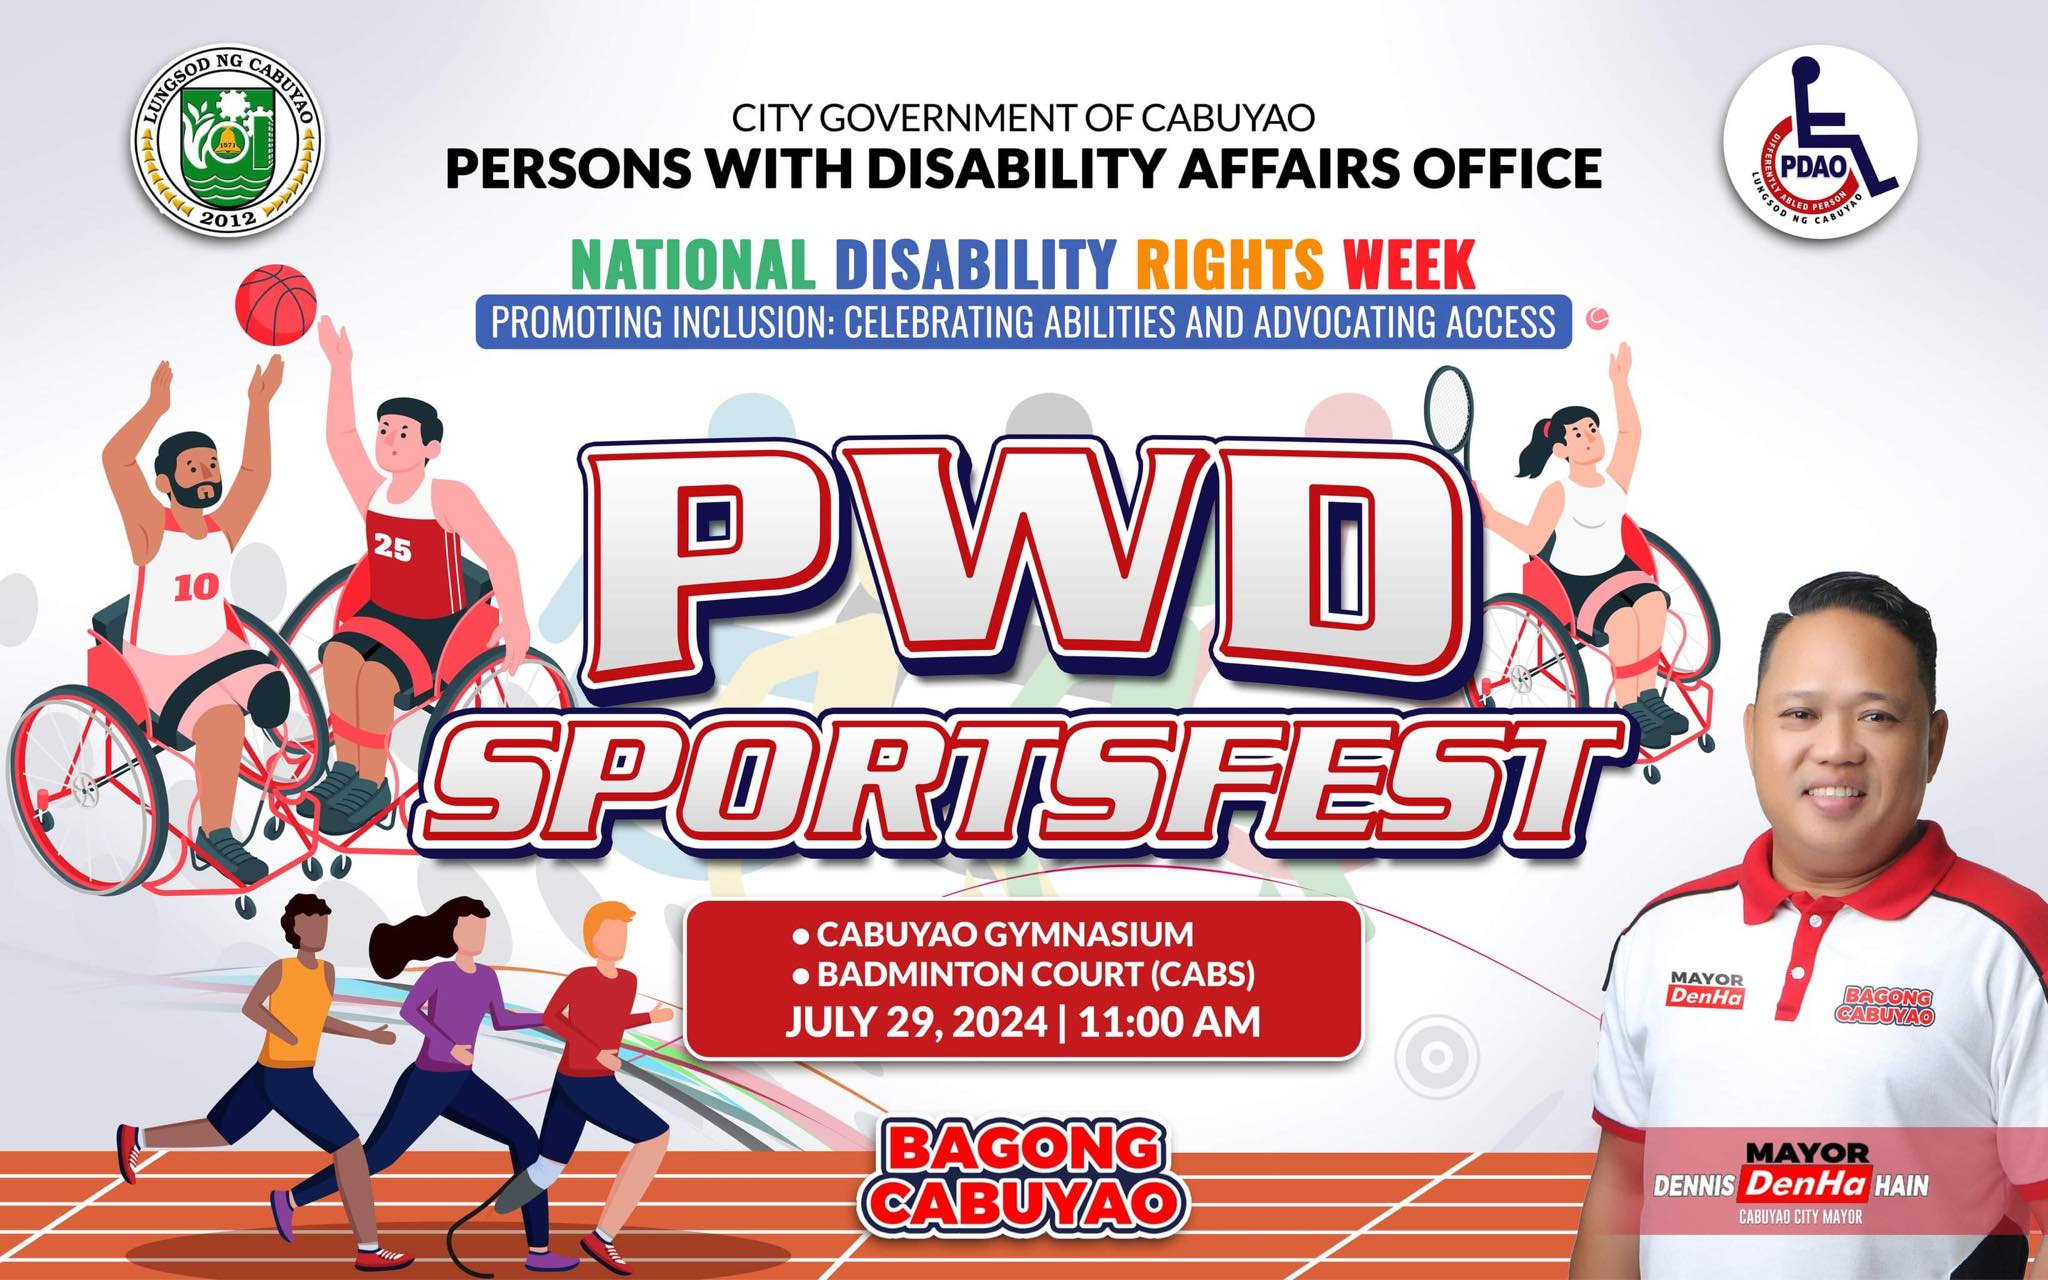 LUNGSOD NG CABUYAO
1571
2012
CITY GOVERNMENT OF CABUYAO
PERSONS WITH DISABILITY AFFAIRS OFFICE
PDAO
DIFFERENTLY ABLED PERSON
LUNGSOD NG CABUYAO
NATIONAL DISABILITY RIGHTS WEEK
PROMOTING INCLUSION: CELEBRATING ABILITIES AND ADVOCATING ACCESS
10
25
PWD
SPORTSFEST
• CABUYAO GYMNASIUM
• BADMINTON COURT (CABS)
JULY 29, 2024 | 11:00 AM
MAYOR
DenHa
BAGONG
CABUYAO
BAGONG
CABUYAO
MAYOR
DENNIS DenHa HAIN
CABUYAO CITY MAYOR